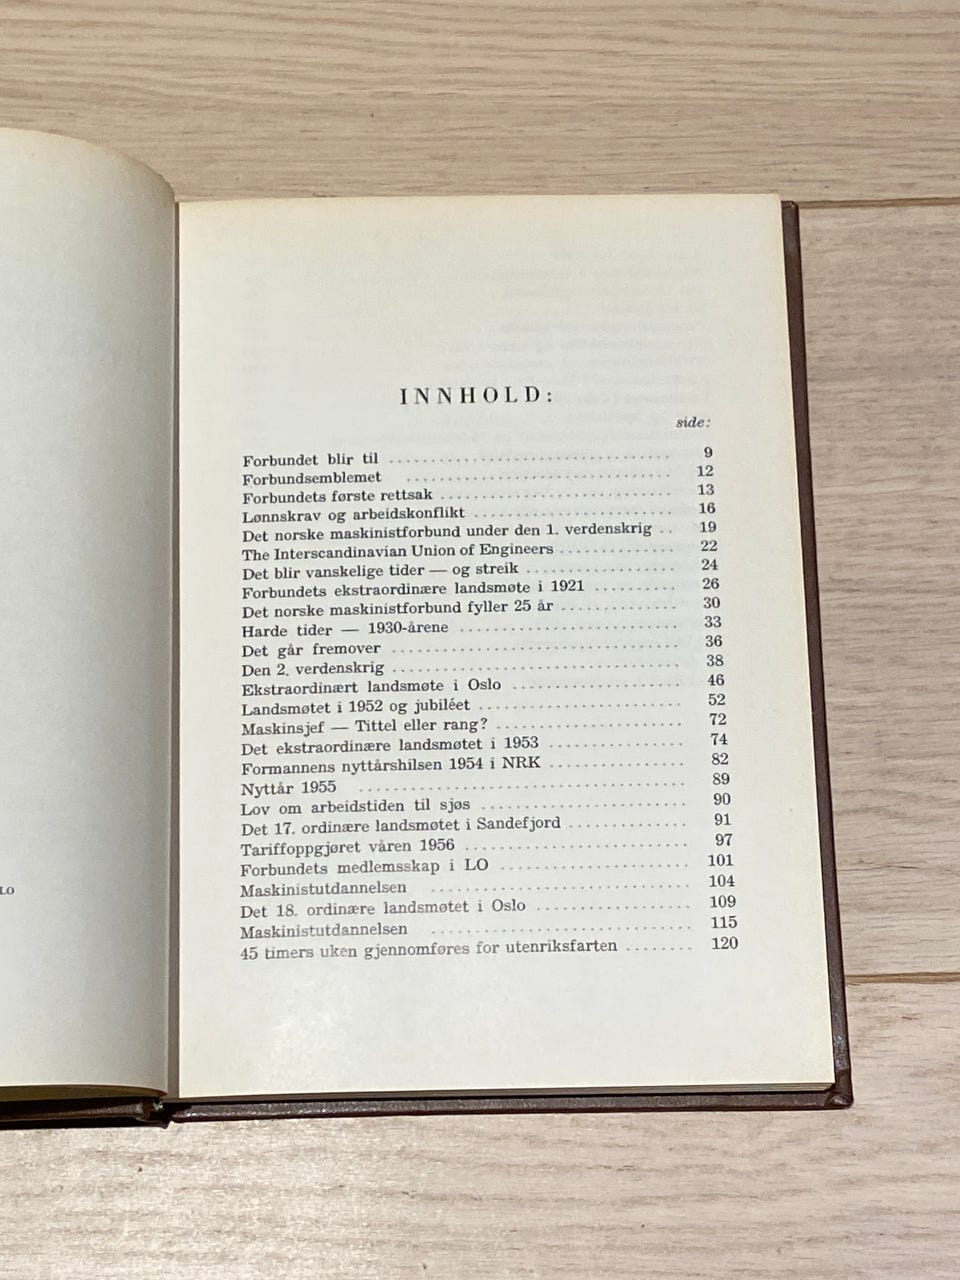 LO
INNHOLD:
side:
Forbundet blir til ........ 9
Forbundsemblemet ........ 12
Forbundets første rettsak ........ 13
Lønnskrav og arbeidskonflikt ........ 16
Det norske maskinistforbund under den 1. verdenskrig .. 19
The Interscandinavian Union of Engineers ........ 22
Det blir vanskelige tider — og streik ........ 24
Forbundets ekstraordinære landsmøte i 1921 ........ 26
Det norske maskinistforbund fyller 25 år ........ 30
Harde tider — 1930-årene ........ 33
Det går fremover ........ 36
Den 2. verdenskrig ........ 38
Ekstraordinært landsmøte i Oslo ........ 46
Landsmøtet i 1952 og jubiléet ........ 52
Maskinsjef — Tittel eller rang? ........ 72
Det ekstraordinære landsmøtet i 1953 ........ 74
Formannens nyttårshilsen 1954 i NRK ........ 82
Nyttår 1955 ........ 89
Lov om arbeidstiden til sjøs ........ 90
Det 17. ordinære landsmøtet i Sandefjord ........ 91
Tariffoppgjøret våren 1956 ........ 97
Forbundets medlemsskap i LO ........ 101
Maskinistutdannelsen ........ 104
Det 18. ordinære landsmøtet i Oslo ........ 109
Maskinistutdannelsen ........ 115
45 timers uken gjennomføres for utenriksfarten ........ 120